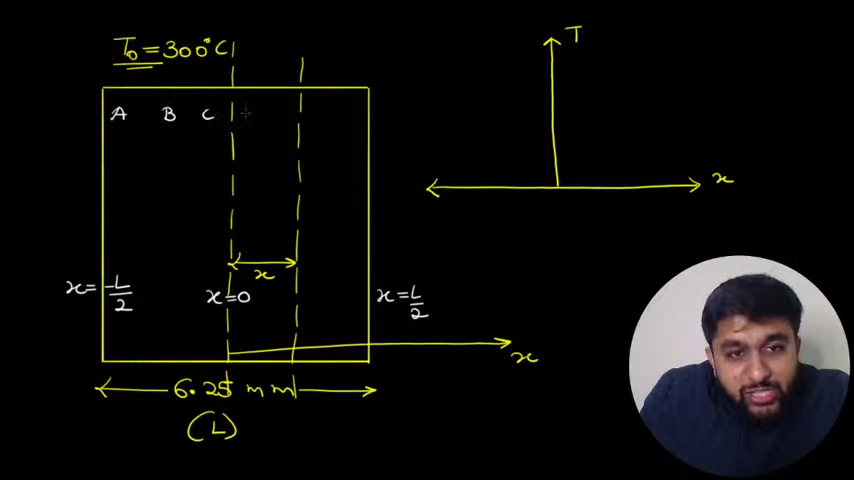 T₀ = 300°C
T
A B C
x
x
x = -L/2
x=0
x = L/2
x
6.25 mm
(L)